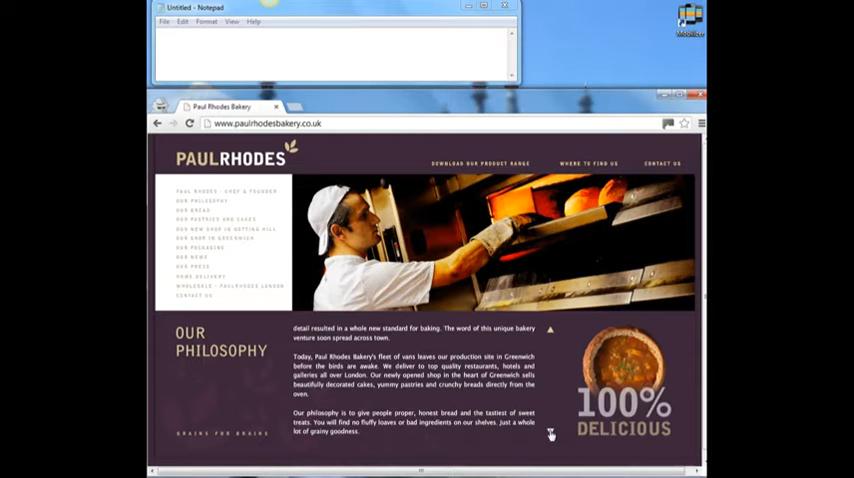 Untitled - Notepad
File Edit Format View Help
Mobilizer
Paul Rhodes Bakery
www.paulrhodesbakery.co.uk
PAULRHODES
DOWNLOAD OUR PRODUCT RANGE
WHERE TO FIND US
CONTACT US
PAUL RHODES - CHEF & FOUNDER
OUR PHILOSOPHY
OUR BREAD
OUR PASTRIES AND CAKES
OUR NEW SHOP IN NOTTING HILL
OUR SHOP IN GREENWICH
OUR PACKAGING
OUR NEWS
OUR PRESS
HOME DELIVERY
WHOLESALE - PAULRHODES LONDON
CONTACT US
OUR
PHILOSOPHY
GRAINS FOR BRAINS
detail resulted in a whole new standard for baking. The word of this unique bakery
venture soon spread across town.
Today, Paul Rhodes Bakery's fleet of vans leaves our production site in Greenwich
before the birds are awake. We deliver to top quality restaurants, hotels and
galleries all over London. Our newly opened shop in the heart of Greenwich sells
beautifully decorated cakes, yummy pastries and crunchy breads directly from the
oven.
Our philosophy is to give people proper, honest bread and the tastiest of sweet
treats. You will find no fluffy loaves or bad ingredients on our shelves. Just a whole
lot of grainy goodness.
100%
DELICIOUS